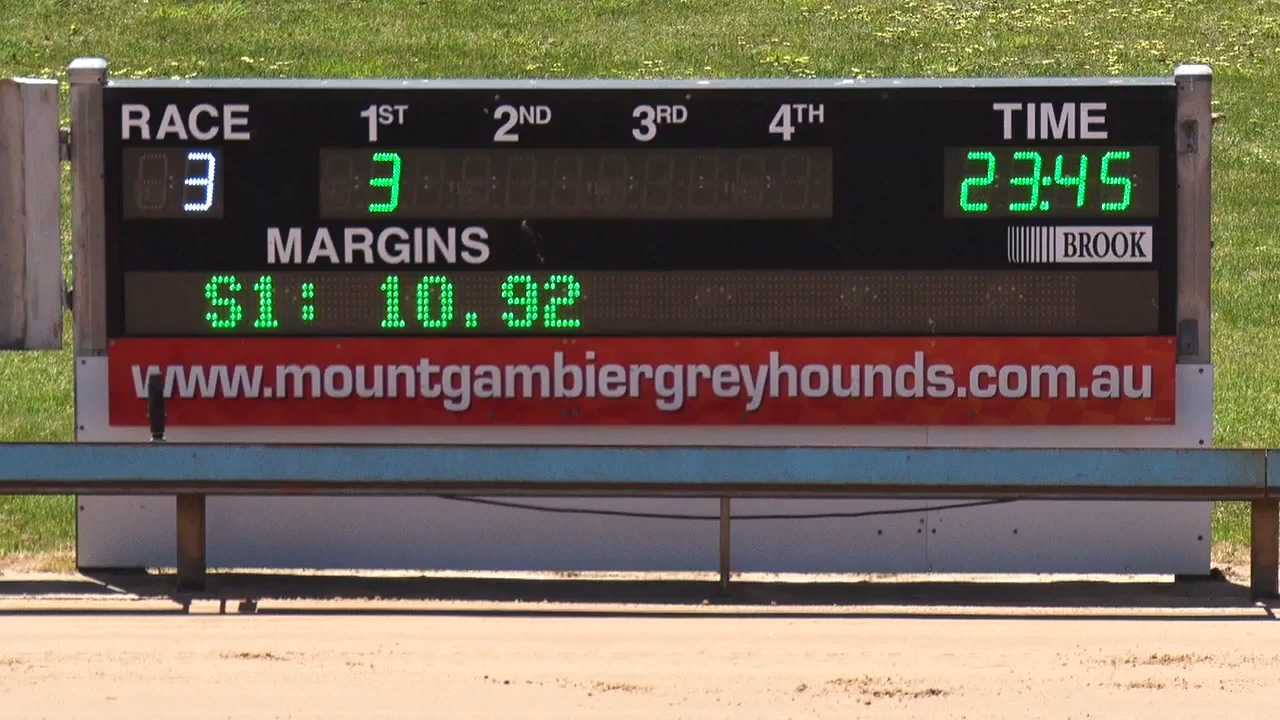 RACE 1ST 2ND 3RD 4TH TIME
3 3 23:45
MARGINS BROOK
S1: 10.92
www.mountgambiergreyhounds.com.au